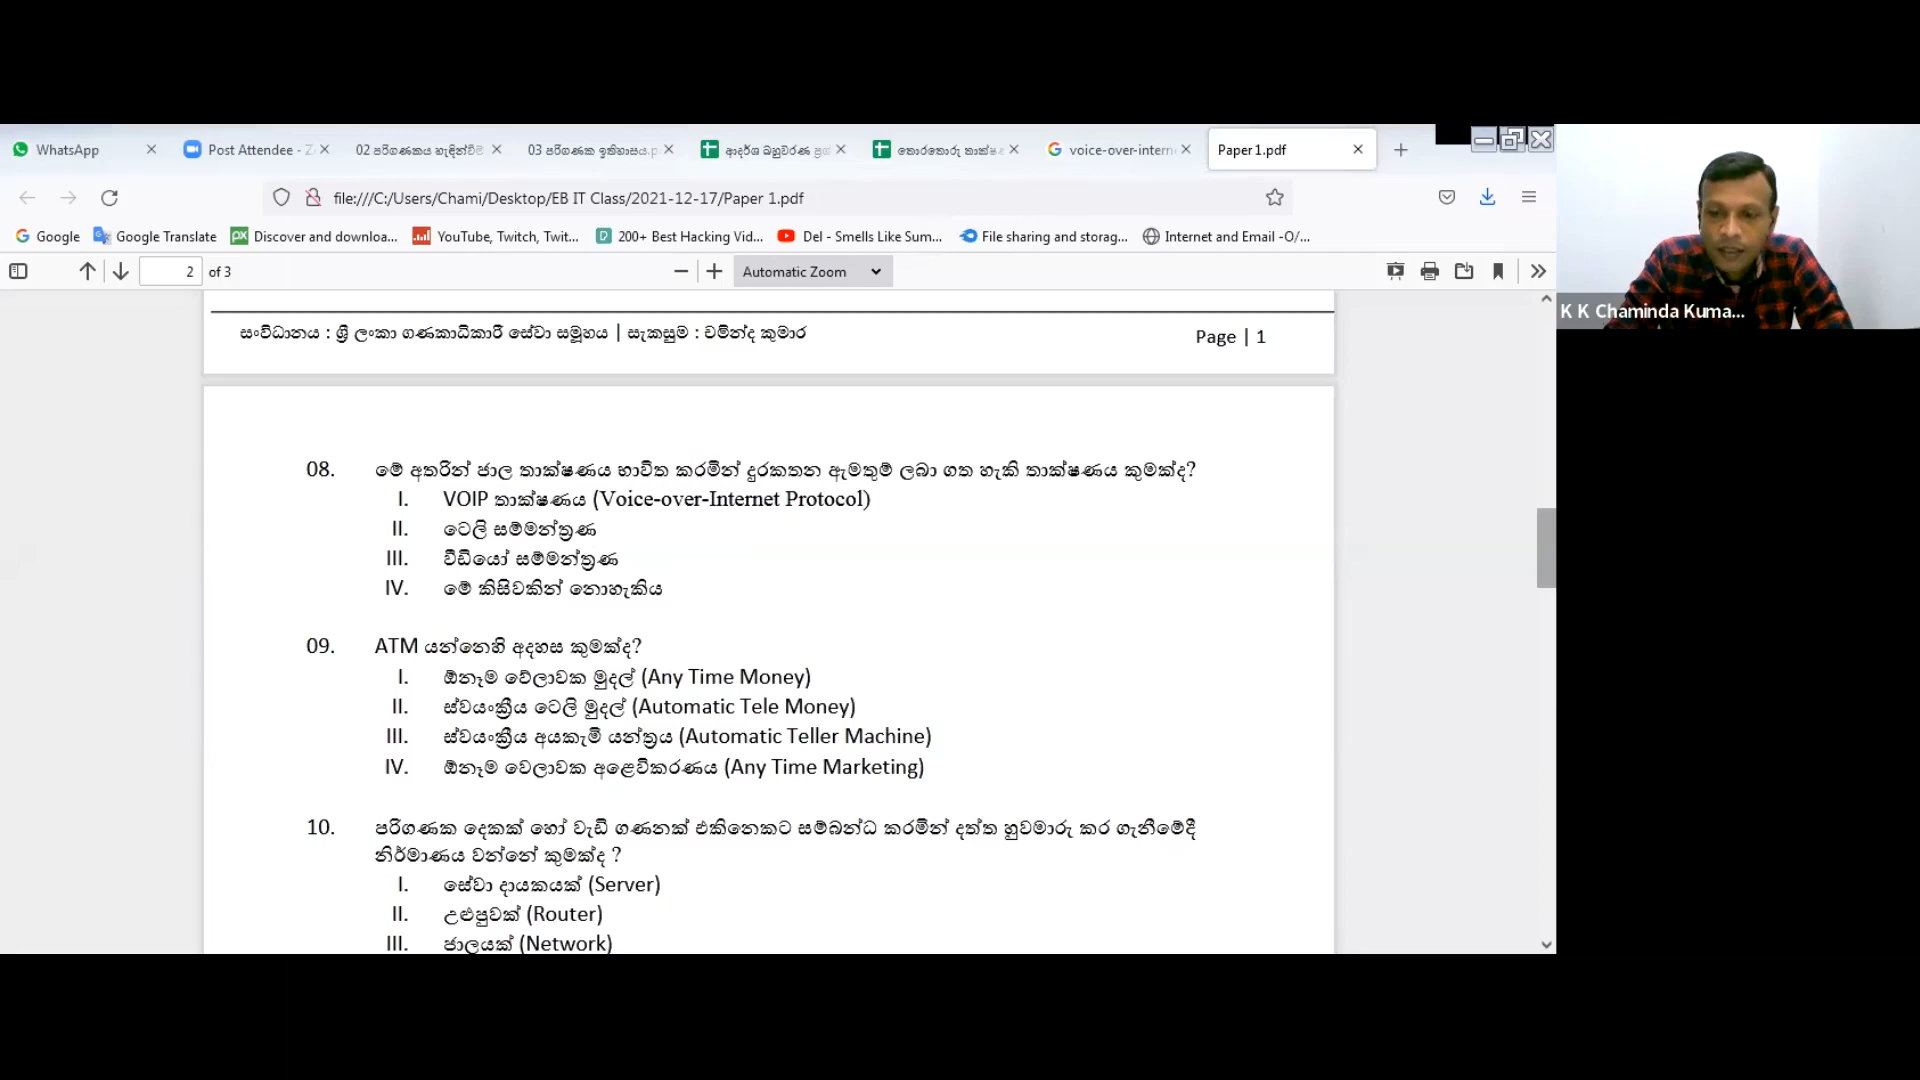 WhatsApp
Post Attendee - Z
02 පරිගණකය හැඳින්වීම
03 පරිගණක ඉතිහාසය.p
ආදර්ශ බහුවරණ ප්‍රශ්
තොරතොරු තාක්ෂණ
voice-over-intern
Paper 1.pdf
file:///C:/Users/Chami/Desktop/EB IT Class/2021-12-17/Paper 1.pdf
Google
Google Translate
Discover and downloa...
YouTube, Twitch, Twit...
200+ Best Hacking Vid...
Del - Smells Like Sum...
File sharing and storag...
Internet and Email -O/...
2 of 3
Automatic Zoom
K K Chaminda Kuma...
සංවිධානය : ශ්‍රී ලංකා ගණකාධිකාරී සේවා සමූහය | සැකසුම : චමින්ද කුමාර
Page | 1
08. මේ අතරින් ජාල තාක්ෂණය භාවිත කරමින් දුරකතන ඇමතුම් ලබා ගත හැකි තාක්ෂණය කුමක්ද?
I. VOIP තාක්ෂණය (Voice-over-Internet Protocol)
II. ටෙලි සම්මන්ත්‍රණ
III. වීඩියෝ සම්මන්ත්‍රණ
IV. මේ කිසිවකින් නොහැකිය
09. ATM යන්නෙහි අදහස කුමක්ද?
I. ඕනෑම වේලාවක මුදල් (Any Time Money)
II. ස්වයංක්‍රීය ටෙලි මුදල් (Automatic Tele Money)
III. ස්වයංක්‍රීය අයකැමි යන්ත්‍රය (Automatic Teller Machine)
IV. ඕනෑම වෙලාවක අළෙවිකරණය (Any Time Marketing)
10. පරිගණක දෙකක් හෝ වැඩි ගණනක් එකිනෙකට සම්බන්ධ කරමින් දත්ත හුවමාරු කර ගැනීමේදී
නිර්මාණය වන්නේ කුමක්ද ?
I. සේවා දායකයක් (Server)
II. උළුපුවක් (Router)
III. ජාලයක් (Network)